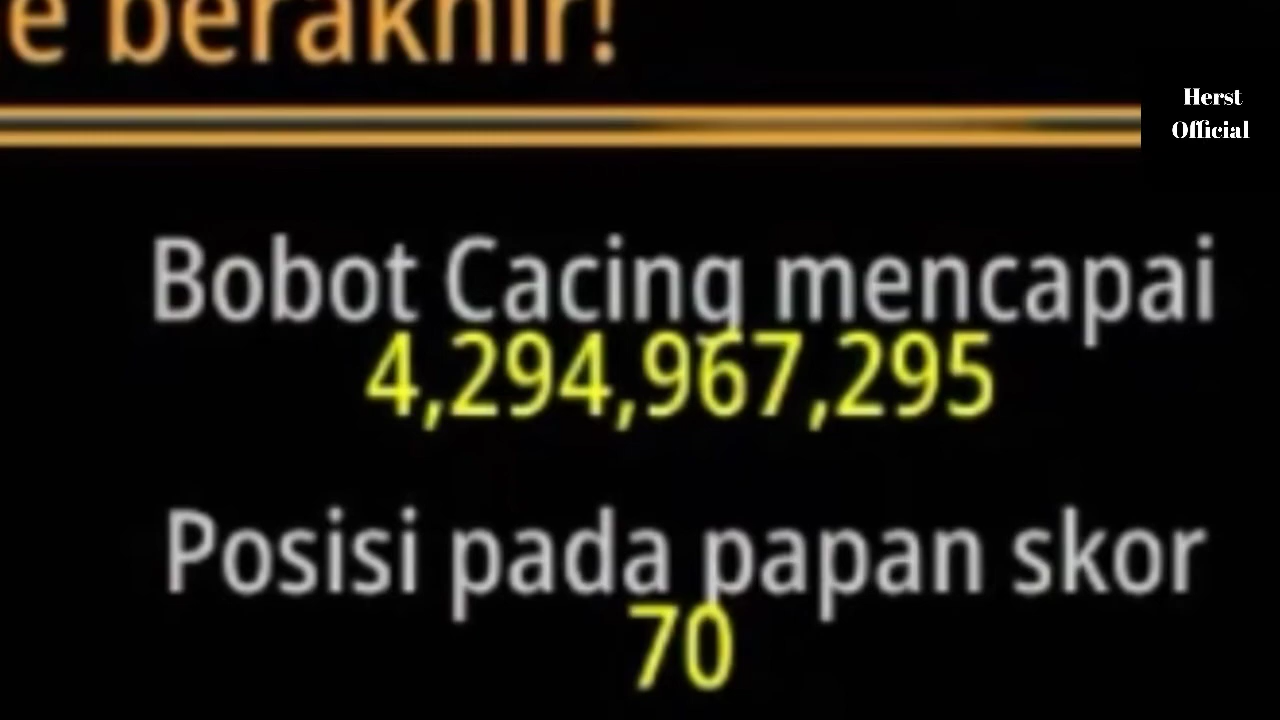 e berakhir!
Herst
Official
Bobot Cacing mencapai
4,294,967,295
Posisi pada papan skor
70